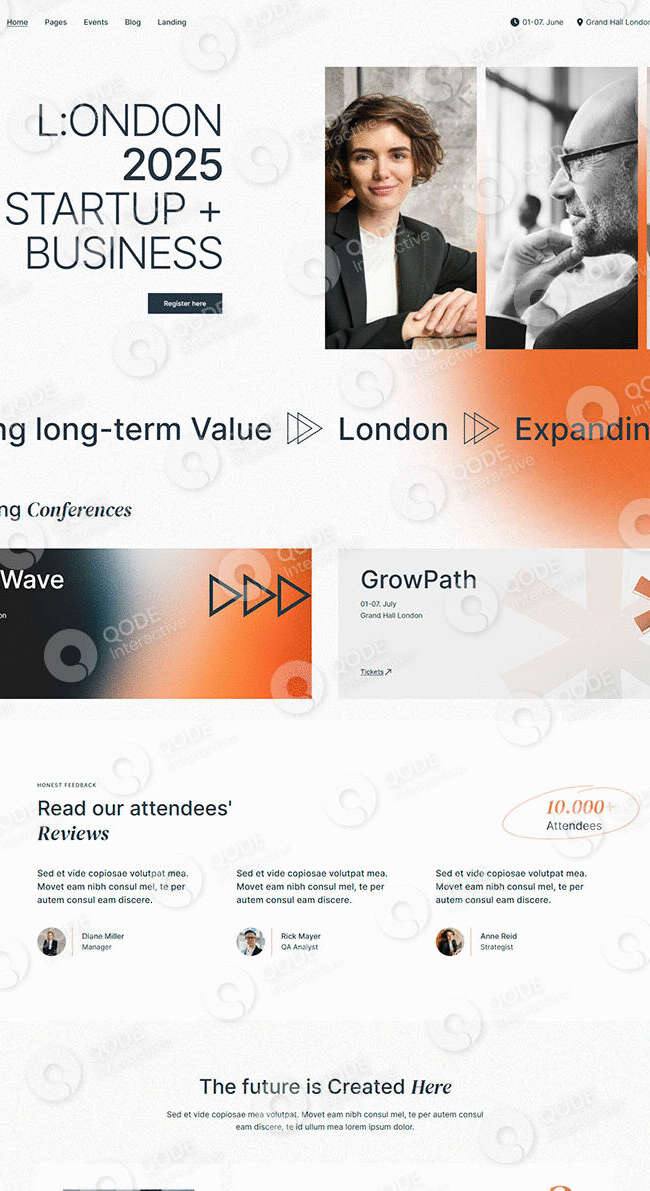 Home Pages Events Blog Landing 01-07. June Grand Hall London
L:ONDON
2025
STARTUP +
BUSINESS
Register here
ng long-term Value London Expandin
ng Conferences
Wave
on
GrowPath
01-07. July
Grand Hall London
Tickets
HONEST FEEDBACK
Read our attendees'
Reviews
10.000+
Attendees
Sed et vide copiosae volutpat mea.
Movet eam nibh consul mel, te per
autem consul eam discere.
Diane Miller
Manager
Sed et vide copiosae volutpat mea.
Movet eam nibh consul mel, te per
autem consul eam discere.
Rick Mayer
QA Analyst
Sed et vide copiosae volutpat mea.
Movet eam nibh consul mel, te per
autem consul eam discere.
Anne Reid
Strategist
The future is Created Here
Sed et vide copiosae mea volutpat. Movet eam nibh consul mel, te per autem consul
eam discere, te id ullum mea lorem ipsum dolor.
QODE
Interactive